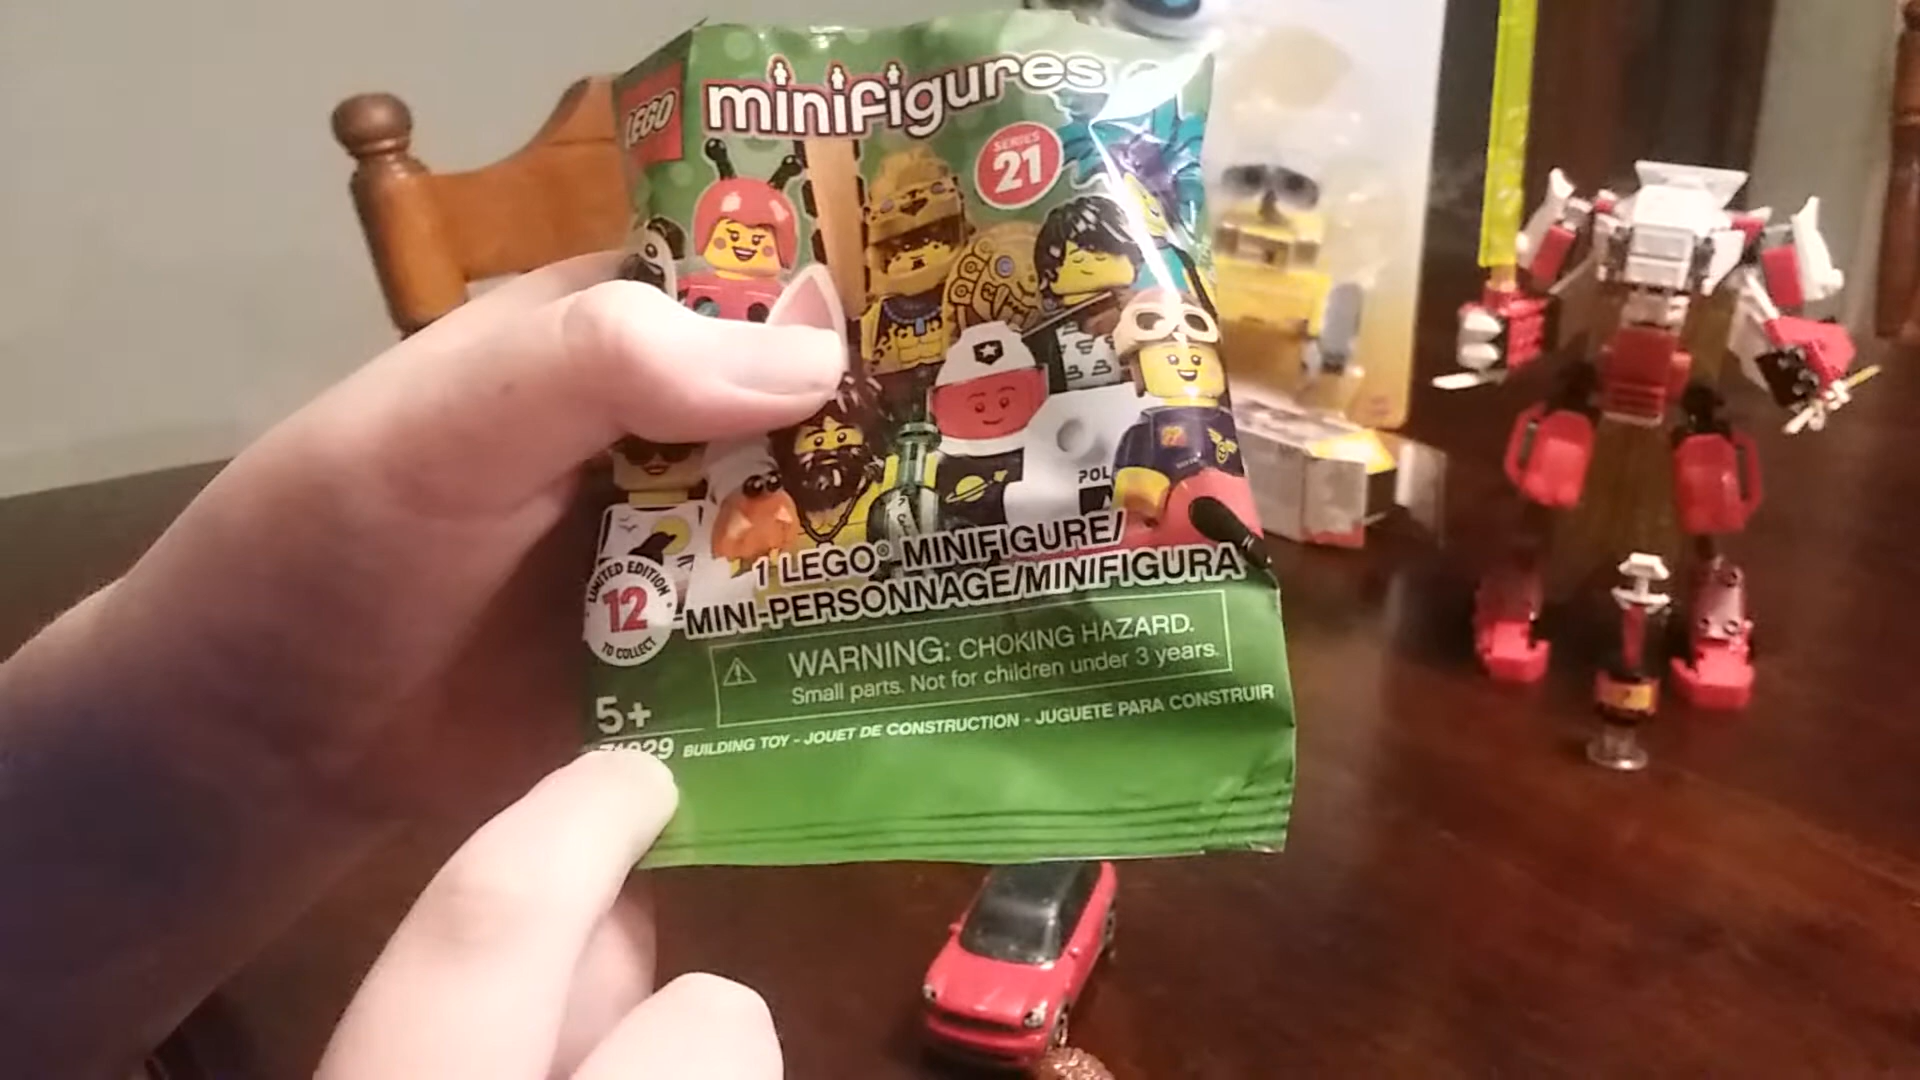 LEGO
minifigures
SERIES
21
POL
1 LEGO® MINIFIGURE/
MINI-PERSONNAGE/MINIFIGURA
LIMITED EDITION
12
TO COLLECT
WARNING: CHOKING HAZARD.
Small parts. Not for children under 3 years.
5+
BUILDING TOY - JOUET DE CONSTRUCTION - JUGUETE PARA CONSTRUIR